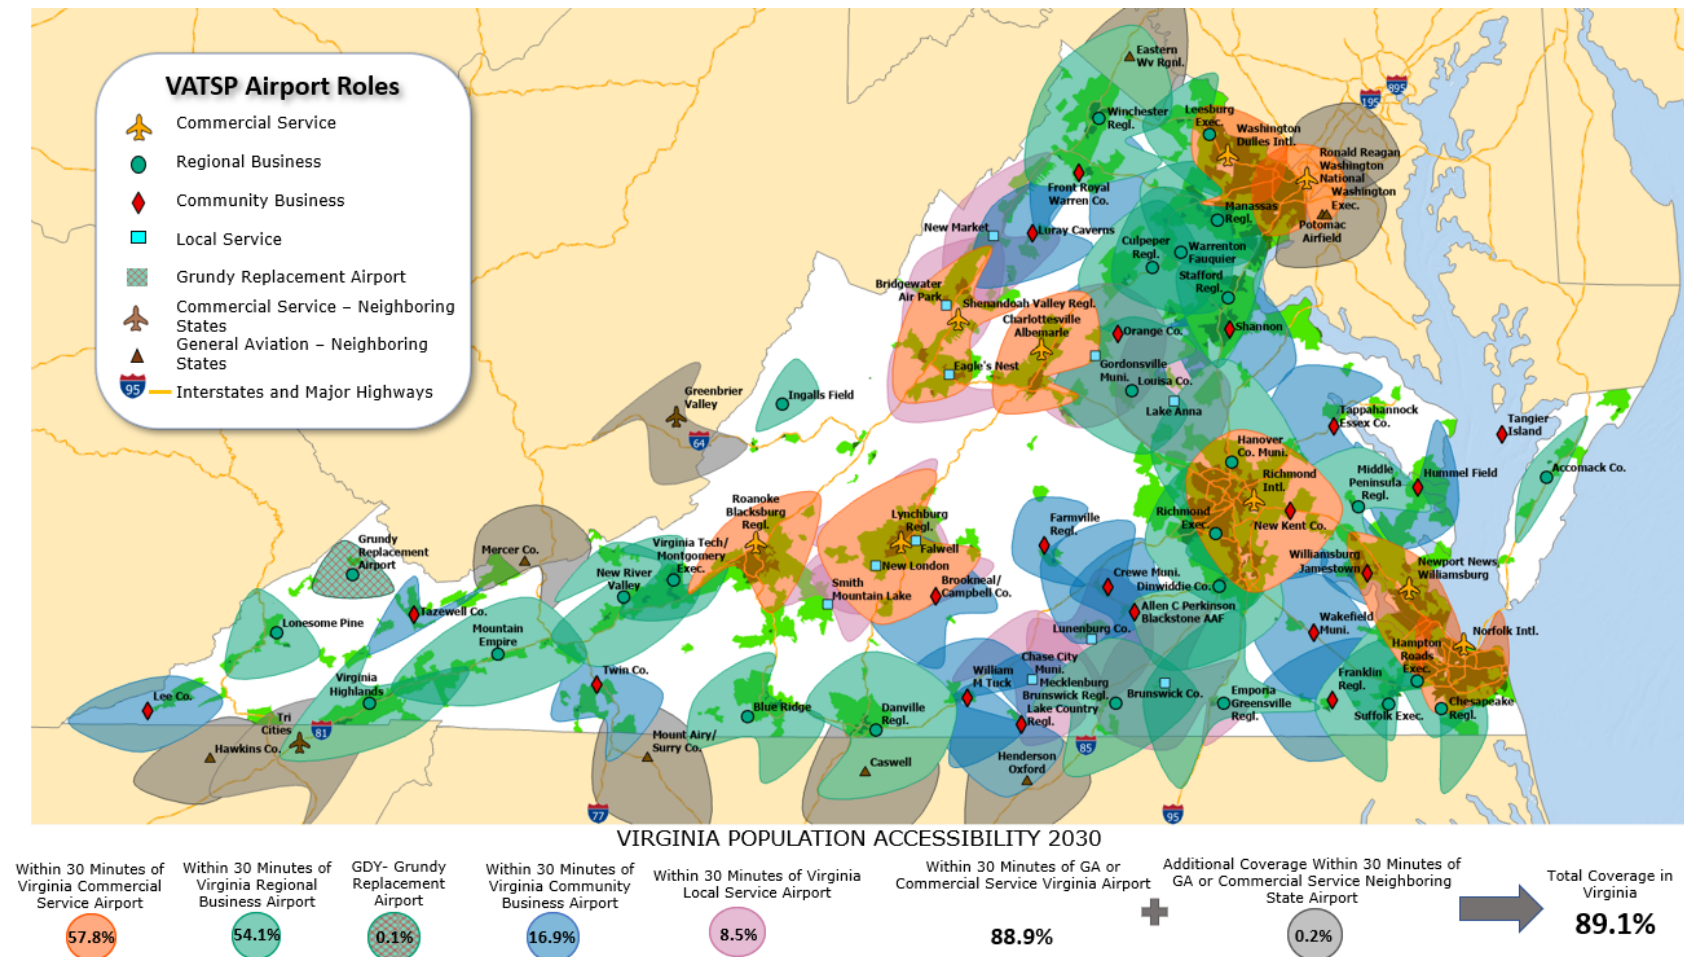 VATSP Airport Roles
Commercial Service
Regional Business
Community Business
Local Service
Grundy Replacement Airport
Commercial Service – Neighboring
States
General Aviation – Neighboring
States
95
Interstates and Major Highways
Eastern
Wv Rgnl.
895
195
Winchester
Regl.
Leesburg
Exec.
Washington
Dulles Intl.
Ronald Reagan
Washington
National
Washington
Exec.
Potomac
Airfield
Front Royal
Warren Co.
Manassas
Regl.
New Market
Luray Caverns
Culpeper
Regl.
Warrenton
Fauquier
Stafford
Regl.
Bridgewater
Air Park
Shenandoah Valley Regl.
Charlottesville
Albemarle
Orange Co.
Shannon
Eagle's Nest
Gordonsville
Muni.
Louisa Co.
Lake Anna
Greenbrier
Valley
64
Ingalls Field
Tappahannock
Essex Co.
Tangier
Island
Hanover
Co. Muni.
Richmond
Intl.
Middle
Peninsula
Regl.
Hummel Field
Accomack Co.
Roanoke
Blacksburg
Regl.
Lynchburg
Regl.
Falwell
New London
Farmville
Regl.
Richmond
Exec.
New Kent Co.
Grundy
Replacement
Airport
Mercer Co.
Virginia Tech/
Montgomery
Exec.
New River
Valley
Smith
Mountain Lake
Brookneal/
Campbell Co.
Crewe Muni.
Dinwiddie Co.
Williamsburg
Jamestown
Newport News
Williamsburg
Tazewell Co.
Lonesome Pine
Mountain
Empire
Allen C Perkinson
Blackstone AAF
Lunenburg Co.
Wakefield
Muni.
Norfolk Intl.
Hampton
Roads
Exec.
Lee Co.
Virginia
Highlands
Twin Co.
William
M Tuck
Chase City
Muni.
Mecklenburg
Brunswick Regl.
Lake Country
Regl.
Brunswick Co.
Emporia
Greensville
Regl.
Franklin
Regl.
Suffolk Exec.
Chesapeake
Regl.
Blue Ridge
Danville
Regl.
Tri
Cities
81
Hawkins Co.
Mount Airy/
Surry Co.
Caswell
Henderson
Oxford
85
77
95
VIRGINIA POPULATION ACCESSIBILITY 2030
Within 30 Minutes of
Virginia Commercial
Service Airport
57.8%
Within 30 Minutes of
Virginia Regional
Business Airport
54.1%
GDY- Grundy
Replacement
Airport
0.1%
Within 30 Minutes of
Virginia Community
Business Airport
16.9%
Within 30 Minutes of Virginia
Local Service Airport
8.5%
Within 30 Minutes of GA or
Commercial Service Virginia Airport
88.9%
Additional Coverage Within 30 Minutes of
GA or Commercial Service Neighboring
State Airport
0.2%
Total Coverage in
Virginia
89.1%